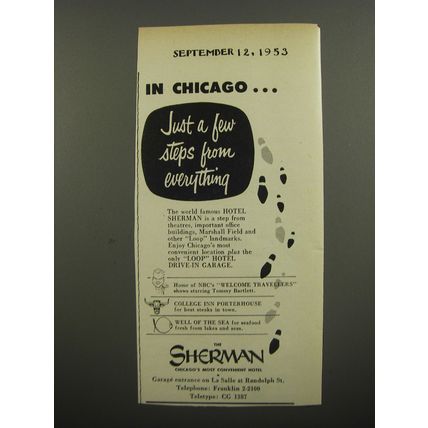 SEPTEMBER 12, 1953
IN CHICAGO...
Just a few
steps from
everything
The world famous HOTEL
SHERMAN is a step from
theatres, important office
buildings, Marshall Field and
other "Loop" landmarks.
Enjoy Chicago's most
convenient location plus the
only "LOOP" HOTEL
DRIVE-IN GARAGE.
Home of NBC's "WELCOME TRAVELERS"
shows starring Tommy Bartlett.
COLLEGE INN PORTERHOUSE
for best steaks in town.
WELL OF THE SEA for seafood
fresh from lakes and seas.
THE
SHERMAN
CHICAGO'S MOST CONVENIENT HOTEL
Garage entrance on La Salle at Randolph St.
Telephone: Franklin 2-2100
Teletype: CG 1387